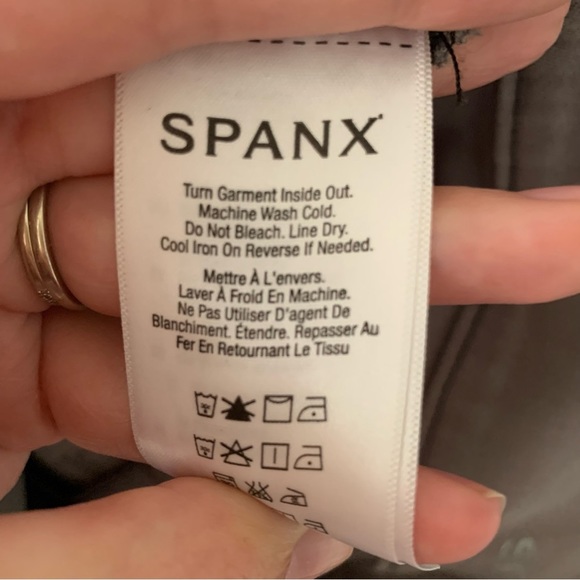 SPANX
Turn Garment Inside Out.
Machine Wash Cold.
Do Not Bleach. Line Dry.
Cool Iron On Reverse If Needed.
Mettre À L'envers.
Laver À Froid En Machine.
Ne Pas Utiliser D'agent De
Blanchiment. Étendre. Repasser Au
Fer En Retournant Le Tissu